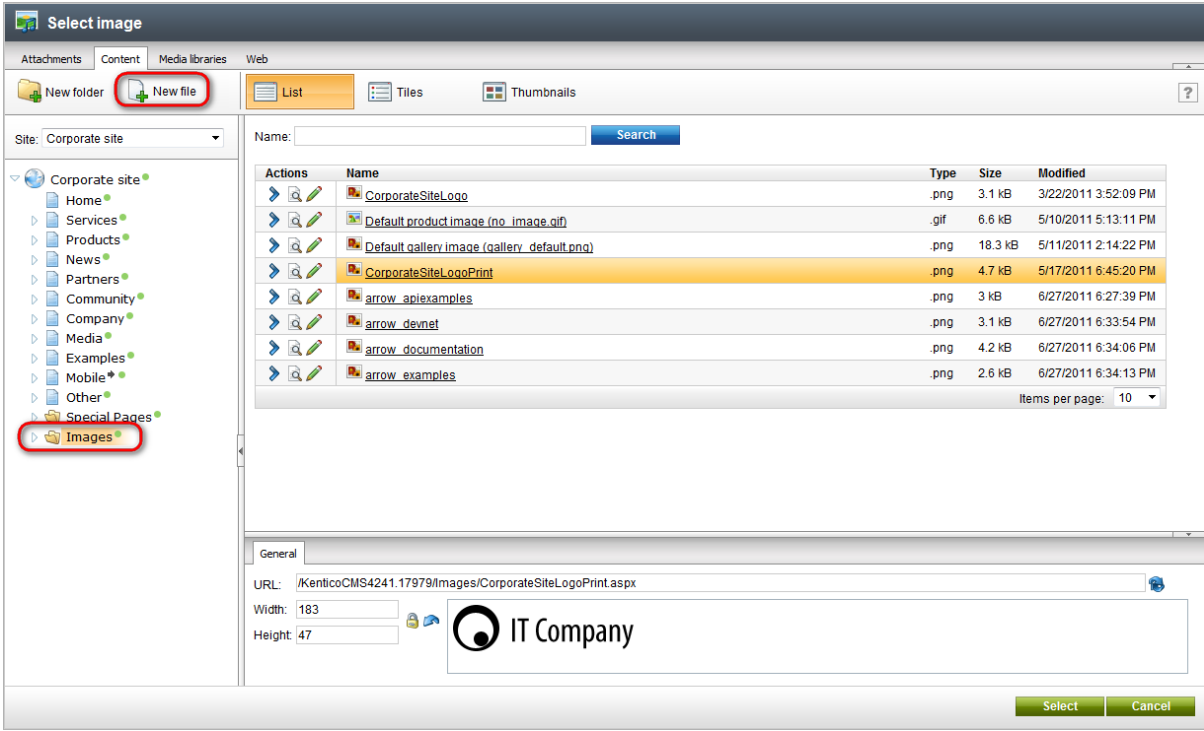 Select image
Attachments Content Media libraries Web
New folder New file List Tiles Thumbnails ?
Site: Corporate site
Name: Search
Corporate site
Home
Services
Products
News
Partners
Community
Company
Media
Examples
Mobile
Other
Special Pages
Images
Actions Name Type Size Modified
CorporateSiteLogo .png 3.1 kB 3/22/2011 3:52:09 PM
Default product image (no_image.gif) .gif 6.6 kB 5/10/2011 5:13:11 PM
Default gallery image (gallery_default.png) .png 18.3 kB 5/11/2011 2:14:22 PM
CorporateSiteLogoPrint .png 4.7 kB 5/17/2011 6:45:20 PM
arrow_apiexamples .png 3 kB 6/27/2011 6:27:39 PM
arrow_devnet .png 3.1 kB 6/27/2011 6:33:54 PM
arrow_documentation .png 4.2 kB 6/27/2011 6:34:06 PM
arrow_examples .png 2.6 kB 6/27/2011 6:34:13 PM
Items per page: 10
General
URL: /KenticoCMS4241.17979/Images/CorporateSiteLogoPrint.aspx
Width: 183
Height: 47
IT Company
Select Cancel